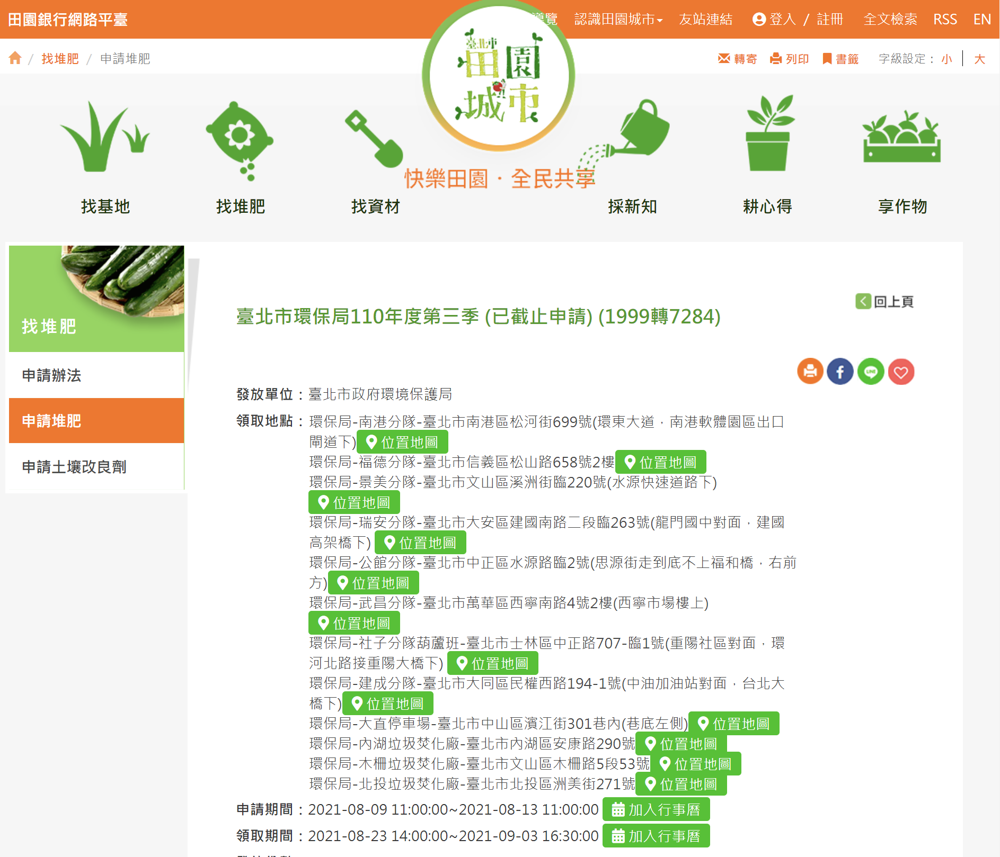 田園銀行網路平臺
導覽 認識田園城市 友站連結 登入 / 註冊 全文檢索 RSS EN
/ 找堆肥 / 申請堆肥
轉寄 列印 書籤 字級設定：小 | 大
臺北市
田園
城市
快樂田園・全民共享
找基地 找堆肥 找資材 採新知 耕心得 享作物
找堆肥
申請辦法
申請堆肥
申請土壤改良劑
回上頁
臺北市環保局110年度第三季 (已截止申請) (1999轉7284)
LINE
發放單位：臺北市政府環境保護局
領取地點：環保局-南港分隊-臺北市南港區松河街699號(環東大道，南港軟體園區出口
閘道下) 位置地圖
環保局-福德分隊-臺北市信義區松山路658號2樓 位置地圖
環保局-景美分隊-臺北市文山區溪洲街臨220號(水源快速道路下)
位置地圖
環保局-瑞安分隊-臺北市大安區建國南路二段臨263號(龍門國中對面，建國
高架橋下) 位置地圖
環保局-公館分隊-臺北市中正區水源路臨2號(思源街走到底不上福和橋，右前
方) 位置地圖
環保局-武昌分隊-臺北市萬華區西寧南路4號2樓(西寧市場樓上)
位置地圖
環保局-社子分隊葫蘆班-臺北市士林區中正路707-臨1號(重陽社區對面，環
河北路接重陽大橋下) 位置地圖
環保局-建成分隊-臺北市大同區民權西路194-1號(中油加油站對面，台北大
橋下) 位置地圖
環保局-大直停車場-臺北市中山區濱江街301巷內(巷底左側) 位置地圖
環保局-內湖垃圾焚化廠-臺北市內湖區安康路290號 位置地圖
環保局-木柵垃圾焚化廠-臺北市文山區木柵路5段53號 位置地圖
環保局-北投垃圾焚化廠-臺北市北投區洲美街271號 位置地圖
申請期間：2021-08-09 11:00:00~2021-08-13 11:00:00 加入行事曆
領取期間：2021-08-23 14:00:00~2021-09-03 16:30:00 加入行事曆